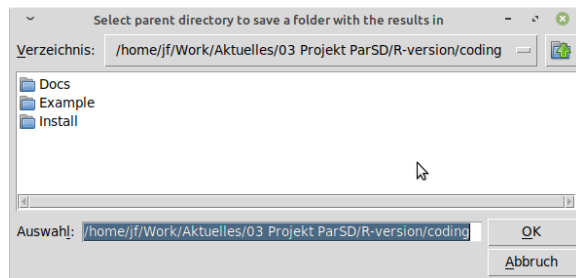 Select parent directory to save a folder with the results in
Verzeichnis: /home/jf/Work/Aktuelles/03 Projekt ParSD/R-version/coding
Docs
Example
Install
Auswahl: /home/jf/Work/Aktuelles/03 Projekt ParSD/R-version/coding OK
Abbruch